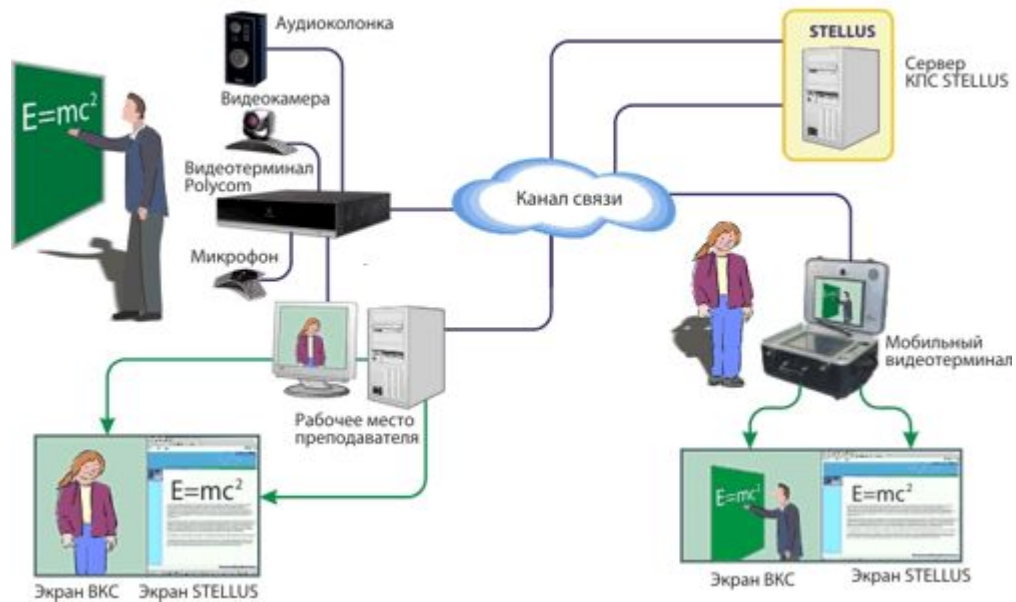 Аудиоколонка
STELLUS
Сервер
КПС STELLUS
E=mc²
Видеокамера
Видеотерминал
Polycom
Канал связи
Микрофон
Мобильный
видеотерминал
Рабочее место
преподавателя
E=mc²
E=mc²
E=mc²
Экран ВКС
Экран STELLUS
Экран ВКС
Экран STELLUS